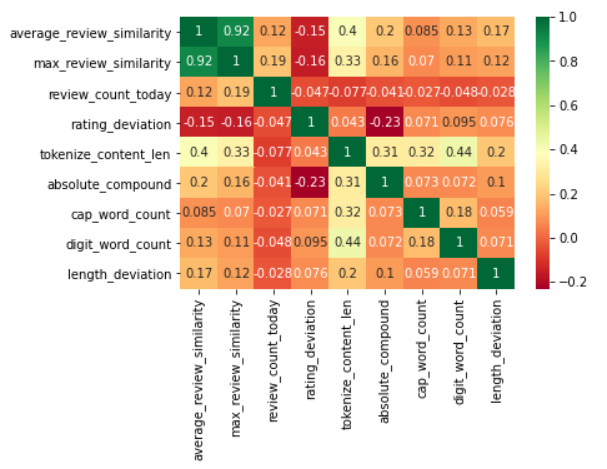 average_review_similarity 1 0.92 0.12 -0.15 0.4 0.2 0.085 0.13 0.17
max_review_similarity 0.92 1 0.19 -0.16 0.33 0.16 0.07 0.11 0.12
review_count_today 0.12 0.19 1 -0.047 -0.077 -0.041 -0.027 -0.048 -0.028
rating_deviation -0.15 -0.16 -0.047 1 0.043 -0.23 0.071 0.095 0.076
tokenize_content_len 0.4 0.33 -0.077 0.043 1 0.31 0.32 0.44 0.2
absolute_compound 0.2 0.16 -0.041 -0.23 0.31 1 0.073 0.072 0.1
cap_word_count 0.085 0.07 -0.027 0.071 0.32 0.073 1 0.18 0.059
digit_word_count 0.13 0.11 -0.048 0.095 0.44 0.072 0.18 1 0.071
length_deviation 0.17 0.12 -0.028 0.076 0.2 0.1 0.059 0.071 1
average_review_similarity
max_review_similarity
review_count_today
rating_deviation
tokenize_content_len
absolute_compound
cap_word_count
digit_word_count
length_deviation
1.0
0.8
0.6
0.4
0.2
0.0
−0.2